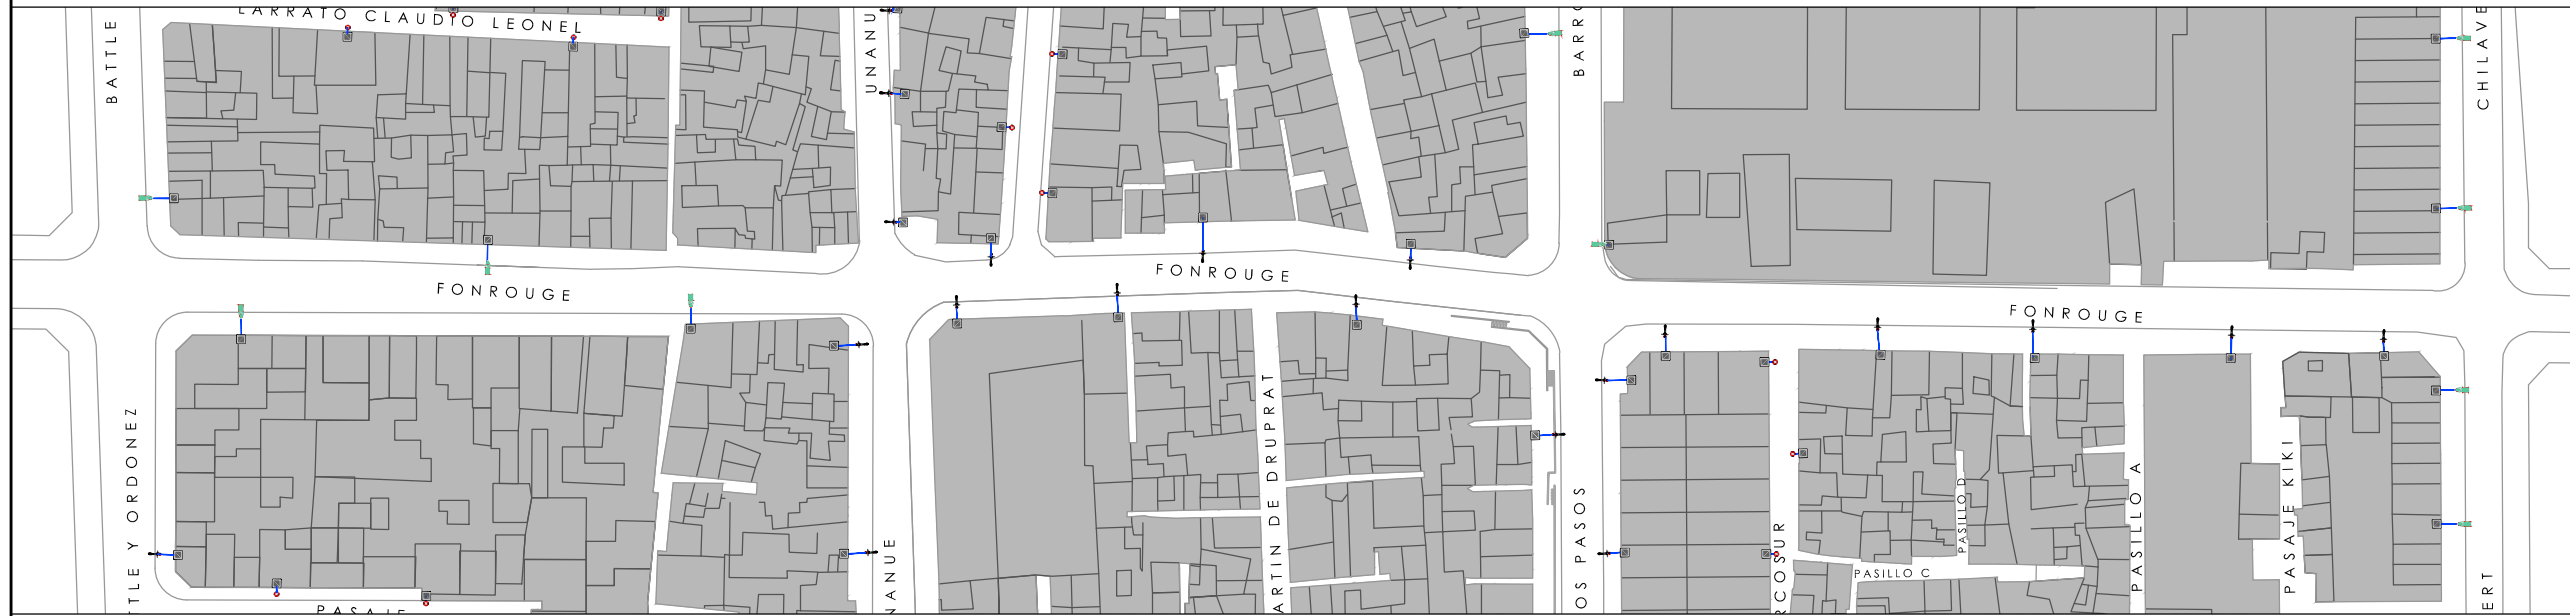 LARRATO CLAUDIO LEONEL
BATTLE
UNANU
BARRO
CHILAVE
FONROUGE
FONROUGE
FONROUGE
TTLE Y ORDONEZ
PASAJE
NANUE
ARTIN DE DRUPRAT
OS PASOS
RCOSUR
PASILLO D
PASILLO C
PASILLO A
PASAJE KIKI
ERT